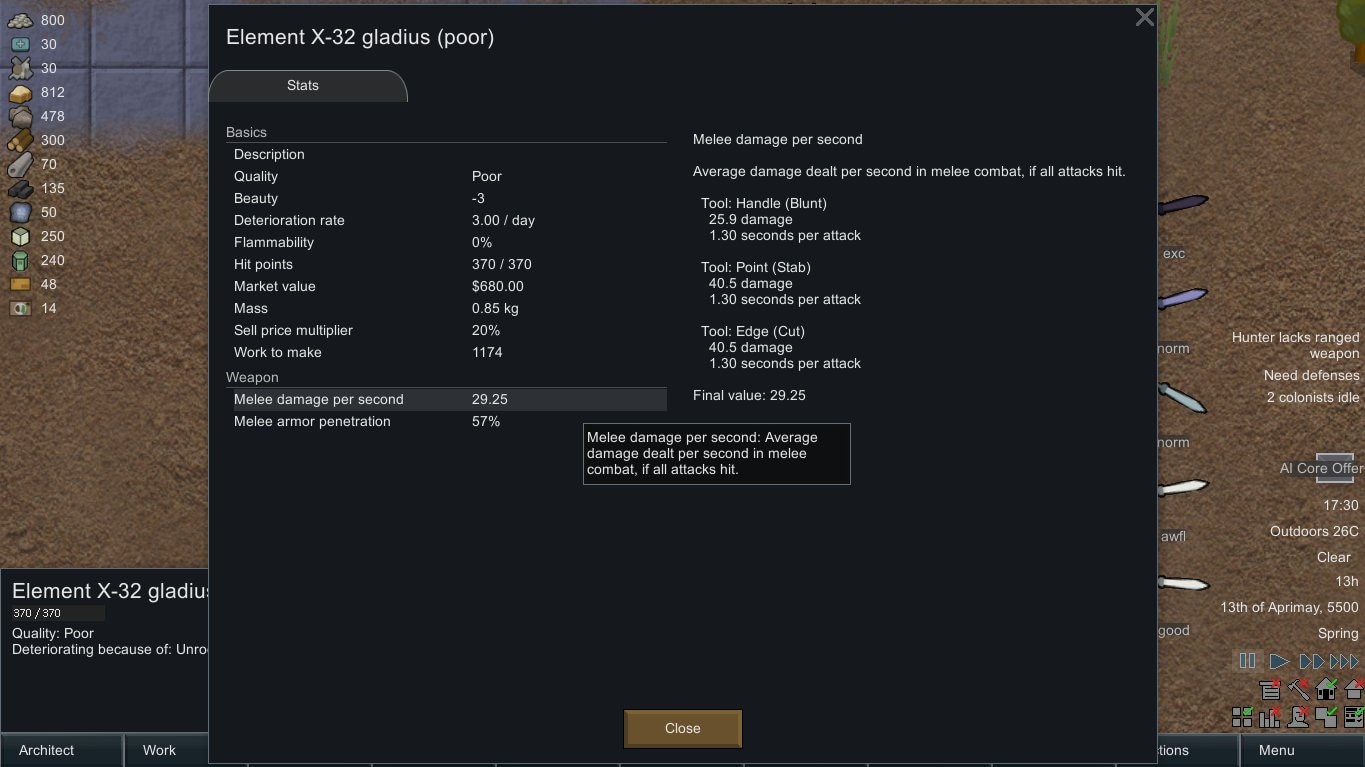 800
30
30
812
478
300
70
135
50
250
240
48
14
Element X-32 gladius (poor)
Stats
Basics
Description
Quality Poor
Beauty -3
Deterioration rate 3.00 / day
Flammability 0%
Hit points 370 / 370
Market value $680.00
Mass 0.85 kg
Sell price multiplier 20%
Work to make 1174
Weapon
Melee damage per second 29.25
Melee armor penetration 57%
Melee damage per second
Average damage dealt per second in melee combat, if all attacks hit.
Tool: Handle (Blunt)
25.9 damage
1.30 seconds per attack
Tool: Point (Stab)
40.5 damage
1.30 seconds per attack
Tool: Edge (Cut)
40.5 damage
1.30 seconds per attack
Final value: 29.25
Melee damage per second: Average
damage dealt per second in melee
combat, if all attacks hit.
Close
exc
norm
norm
awfl
good
Hunter lacks ranged
weapon
Need defenses
2 colonists idle
AI Core Offer
17:30
Outdoors 26C
Clear
13h
13th of Aprimay, 5500
Spring
Element X-32 gladius
370 / 370
Quality: Poor
Deteriorating because of: Unro
Architect
Work
ctions
Menu